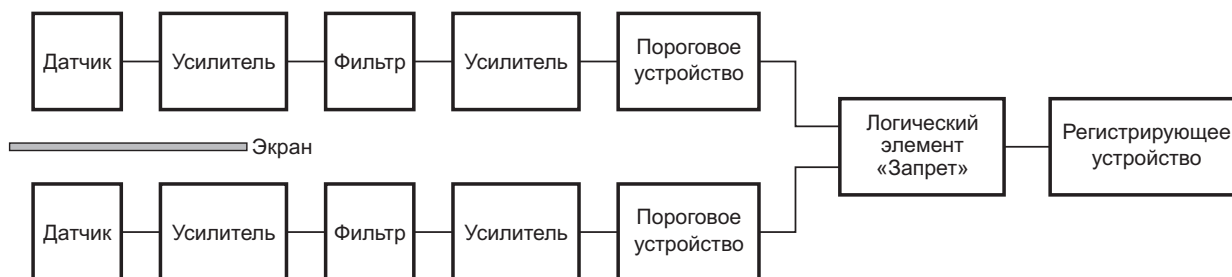 Датчик
Усилитель
Фильтр
Усилитель
Пороговое
устройство
Экран
Логический
элемент
«Запрет»
Регистрирующее
устройство
Датчик
Усилитель
Фильтр
Усилитель
Пороговое
устройство